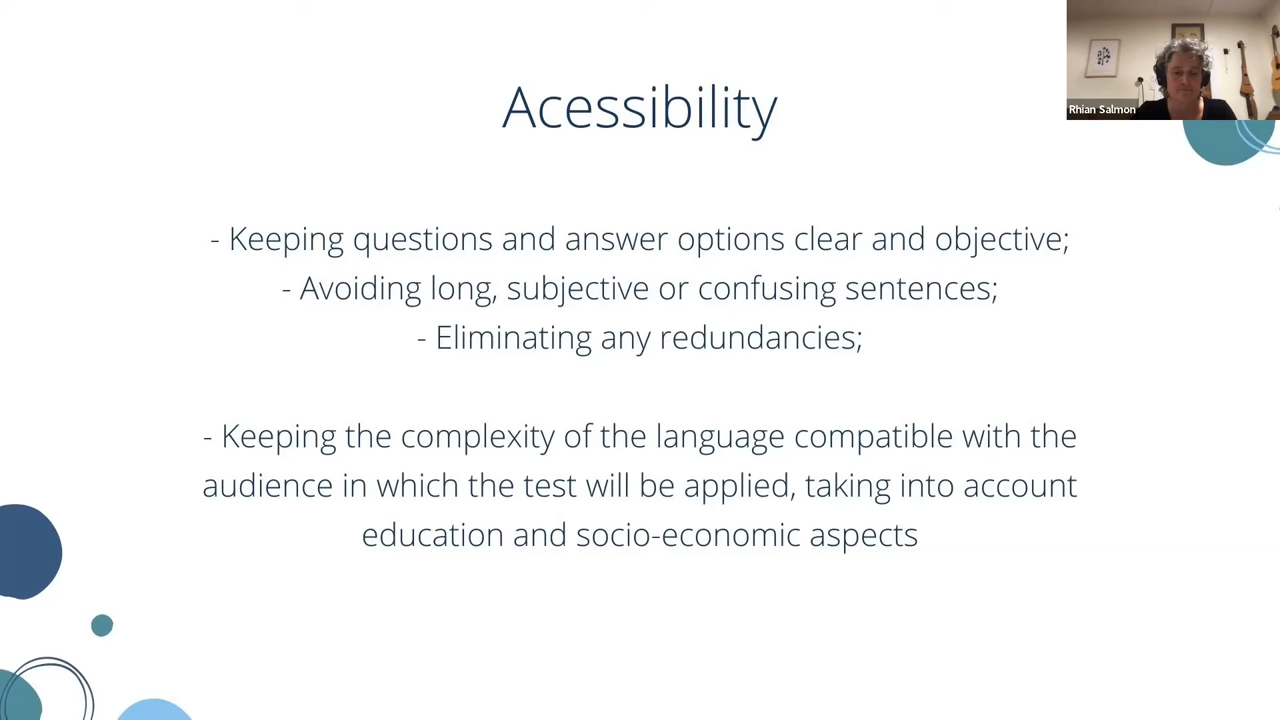 Rhian Salmon
Acessibility
- Keeping questions and answer options clear and objective;
- Avoiding long, subjective or confusing sentences;
- Eliminating any redundancies;
- Keeping the complexity of the language compatible with the
audience in which the test will be applied, taking into account
education and socio-economic aspects